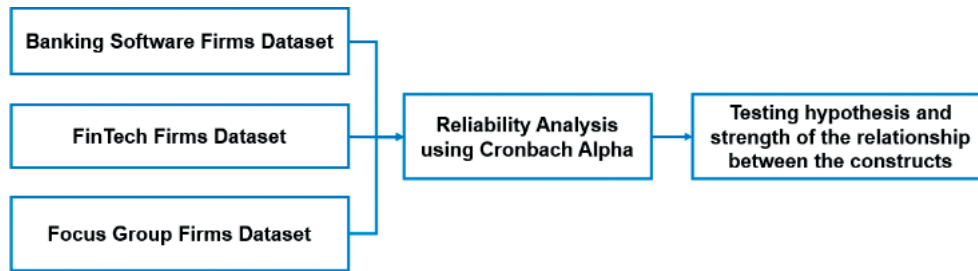 Banking Software Firms Dataset
FinTech Firms Dataset
Focus Group Firms Dataset
Reliability Analysis
using Cronbach Alpha
Testing hypothesis and
strength of the relationship
between the constructs